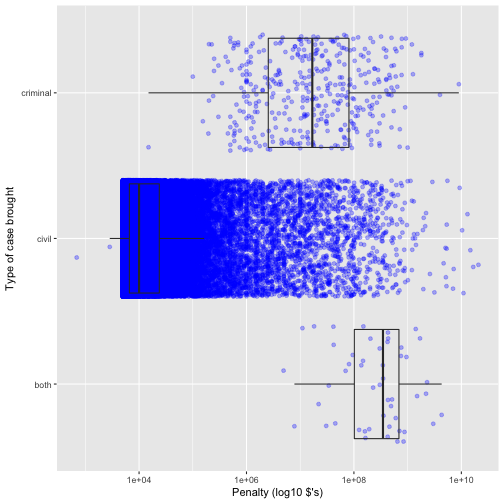 Type of case brought
criminal
civil
both
1e+04 1e+06 1e+08 1e+10
Penalty (log10 $'s)